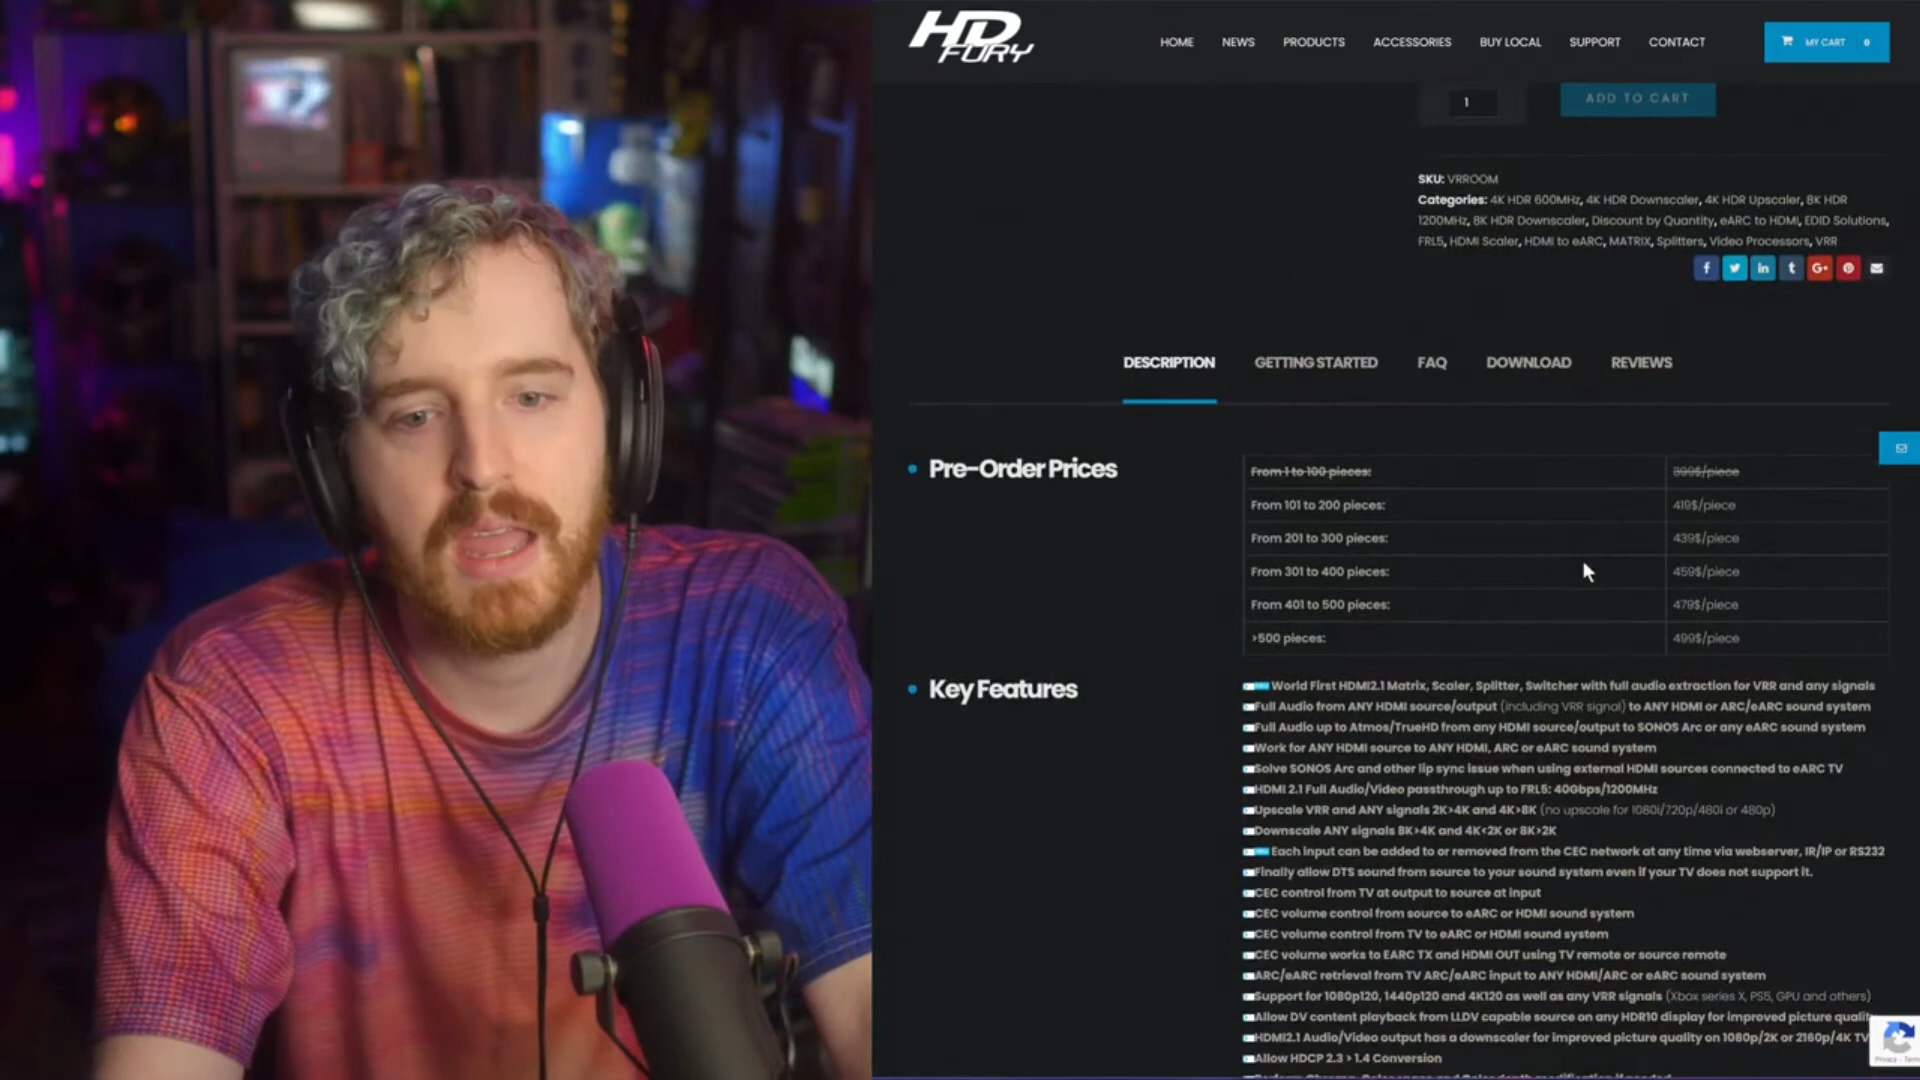 HD FURY
HOME NEWS PRODUCTS ACCESSORIES BUY LOCAL SUPPORT CONTACT MY CART 0
1 ADD TO CART
SKU: VRROOM
Categories: 4K HDR 600MHz, 4K HDR Downscaler, 4K HDR Upscaler, 8K HDR
1200MHz, 8K HDR Downscaler, Discount by Quantity, eARC to HDMI, EDID Solutions,
FRL5, HDMI Scaler, HDMI to eARC, MATRIX, Splitters, Video Processors, VRR
DESCRIPTION GETTING STARTED FAQ DOWNLOAD REVIEWS
Pre-Order Prices
From 1 to 100 pieces: 399$/piece
From 101 to 200 pieces: 419$/piece
From 201 to 300 pieces: 439$/piece
From 301 to 400 pieces: 459$/piece
From 401 to 500 pieces: 479$/piece
>500 pieces: 499$/piece
Key Features
World First HDMI2.1 Matrix, Scaler, Splitter, Switcher with full audio extraction for VRR and any signals
Full Audio from ANY HDMI source/output (including VRR signal) to ANY HDMI or ARC/eARC sound system
Full Audio up to Atmos/TrueHD from any HDMI source/output to SONOS Arc or any eARC sound system
Work for ANY HDMI source to ANY HDMI, ARC or eARC sound system
Solve SONOS Arc and other lip sync issue when using external HDMI sources connected to eARC TV
HDMI 2.1 Full Audio/Video passthrough up to FRL5: 40Gbps/1200MHz
Upscale VRR and ANY signals 2K>4K and 4K>8K (no upscale for 1080i/720p/480i or 480p)
Downscale ANY signals 8K>4K and 4K<2K or 8K>2K
Each input can be added to or removed from the CEC network at any time via webserver, IR/IP or RS232
Finally allow DTS sound from source to your sound system even if your TV does not support it.
CEC control from TV at output to source at input
CEC volume control from source to eARC or HDMI sound system
CEC volume control from TV to eARC or HDMI sound system
CEC volume works to EARC TX and HDMI OUT using TV remote or source remote
ARC/eARC retrieval from TV ARC/eARC input to ANY HDMI/ARC or eARC sound system
Support for 1080p120, 1440p120 and 4K120 as well as any VRR signals (Xbox series X, PS5, GPU and others)
Allow DV content playback from LLDV capable source on any HDR10 display for improved picture qualit
HDMI2.1 Audio/Video output has a downscaler for improved picture quality on 1080p/2K or 2160p/4K TV
Allow HDCP 2.3 > 1.4 Conversion
Privacy - Term